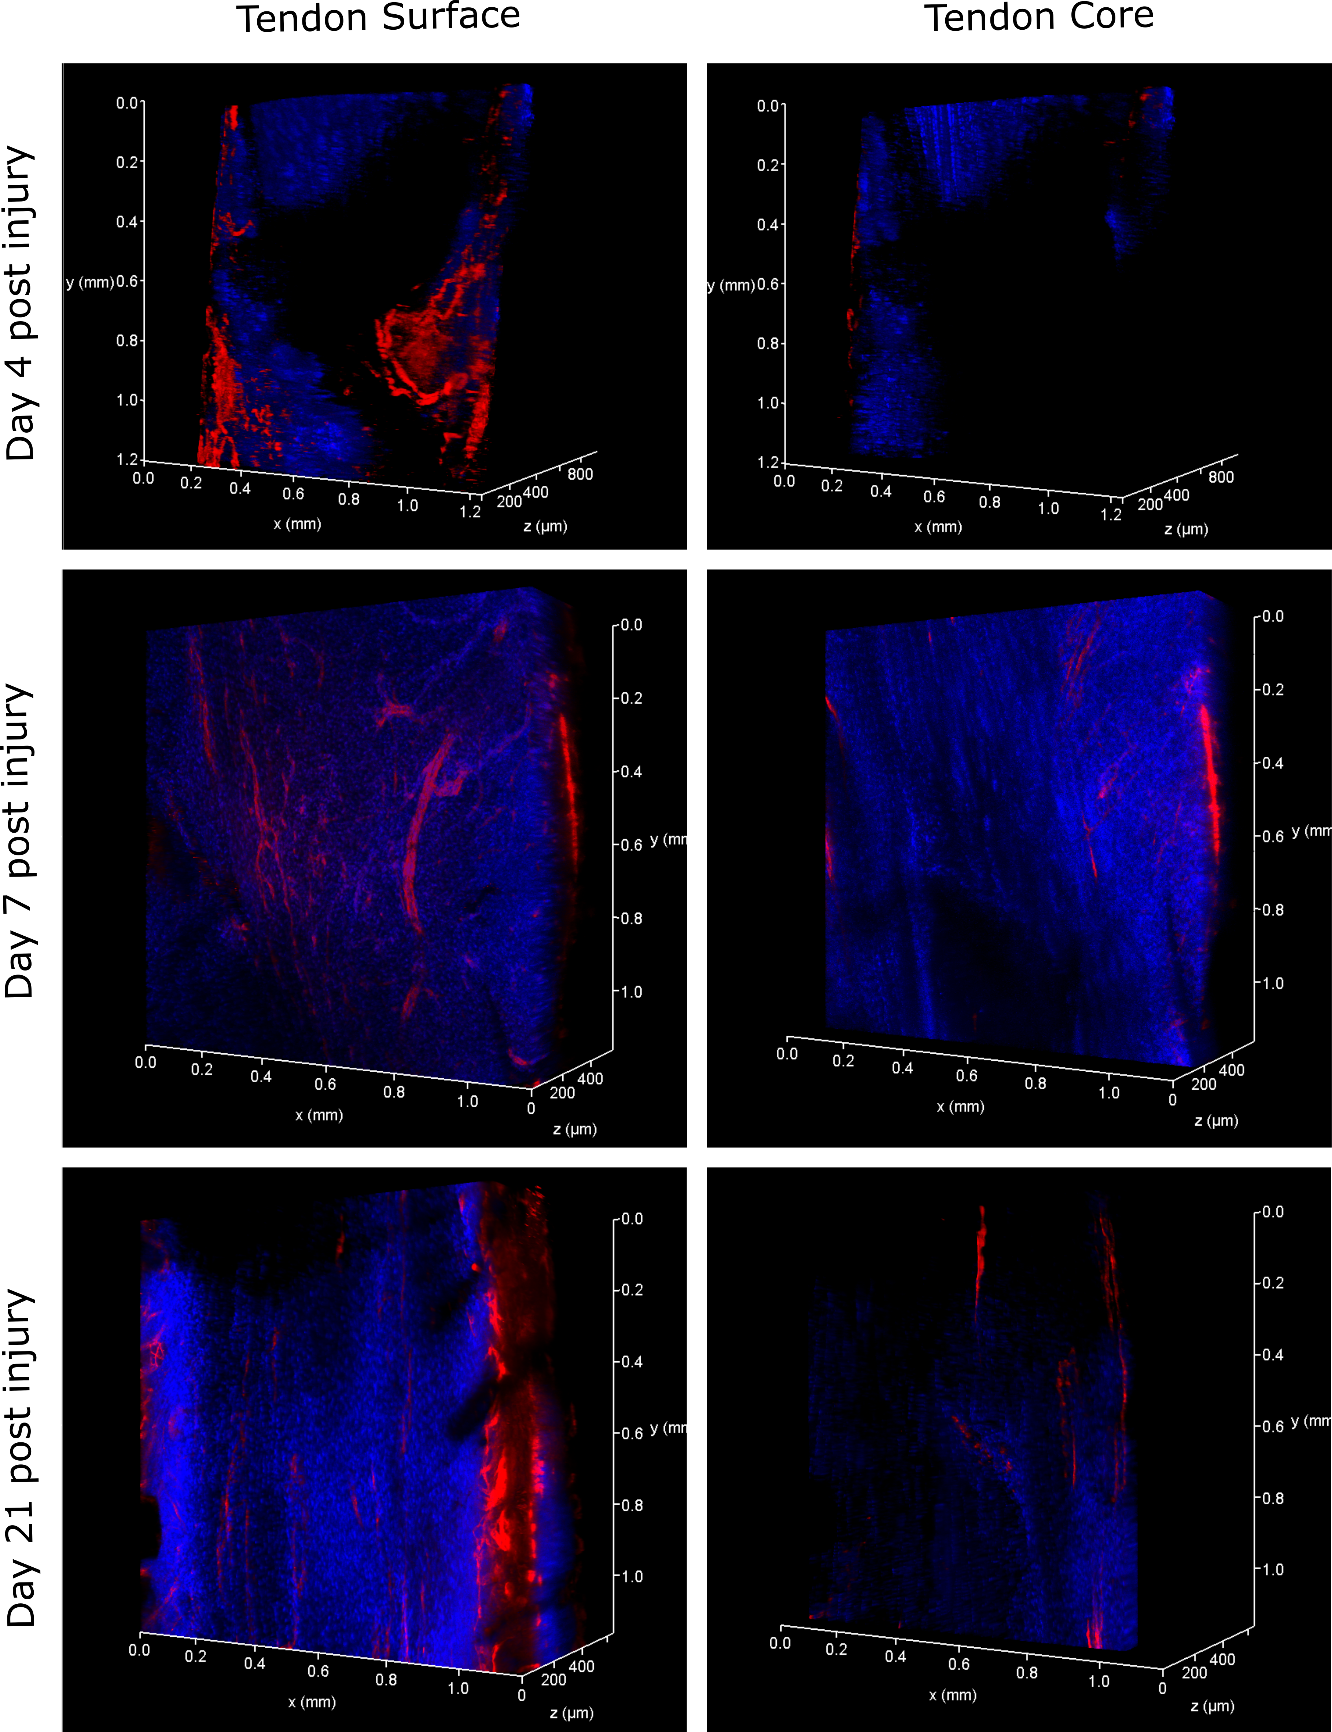 Tendon Surface
Tendon Core
Day 4 post injury
0.0
0.2
0.4
y (mm) 0.6
0.8
1.0
1.2
0.0 0.2 0.4 0.6 0.8 1.0 1.2
x (mm)
200 400 800
z (µm)
0.0
0.2
0.4
y (mm) 0.6
0.8
1.0
1.2
0.0 0.2 0.4 0.6 0.8 1.0 1.2
x (mm)
200 400 800
z (µm)
Day 7 post injury
0.0
0.2
0.4
0.6 y (mm
0.8
1.0
0.0 0.2 0.4 0.6 0.8 1.0
x (mm)
0 200 400
z (µm)
0.0
0.2
0.4
0.6 y (mm
0.8
1.0
0.0 0.2 0.4 0.6 0.8 1.0
x (mm)
0 200 400
z (µm)
Day 21 post injury
0.0
0.2
0.4
0.6 y (mm
0.8
1.0
0.0 0.2 0.4 0.6 0.8 1.0
x (mm)
0 200 400
z (µm)
0.0
0.2
0.4
0.6 y (mm
0.8
1.0
0.0 0.2 0.4 0.6 0.8 1.0
x (mm)
0 200 400
z (µm)